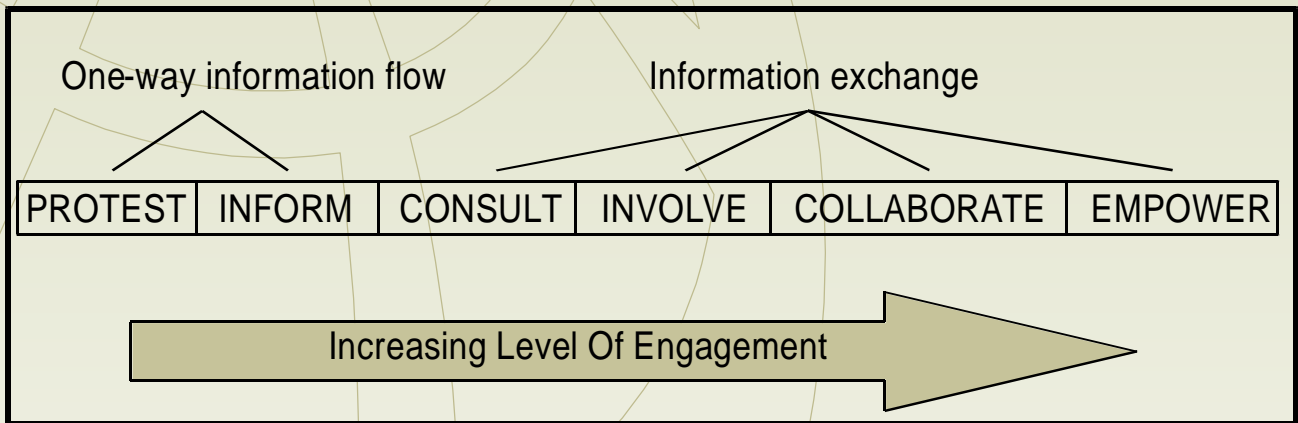 One-way information flow Information exchange
PROTEST INFORM CONSULT INVOLVE COLLABORATE EMPOWER
Increasing Level Of Engagement